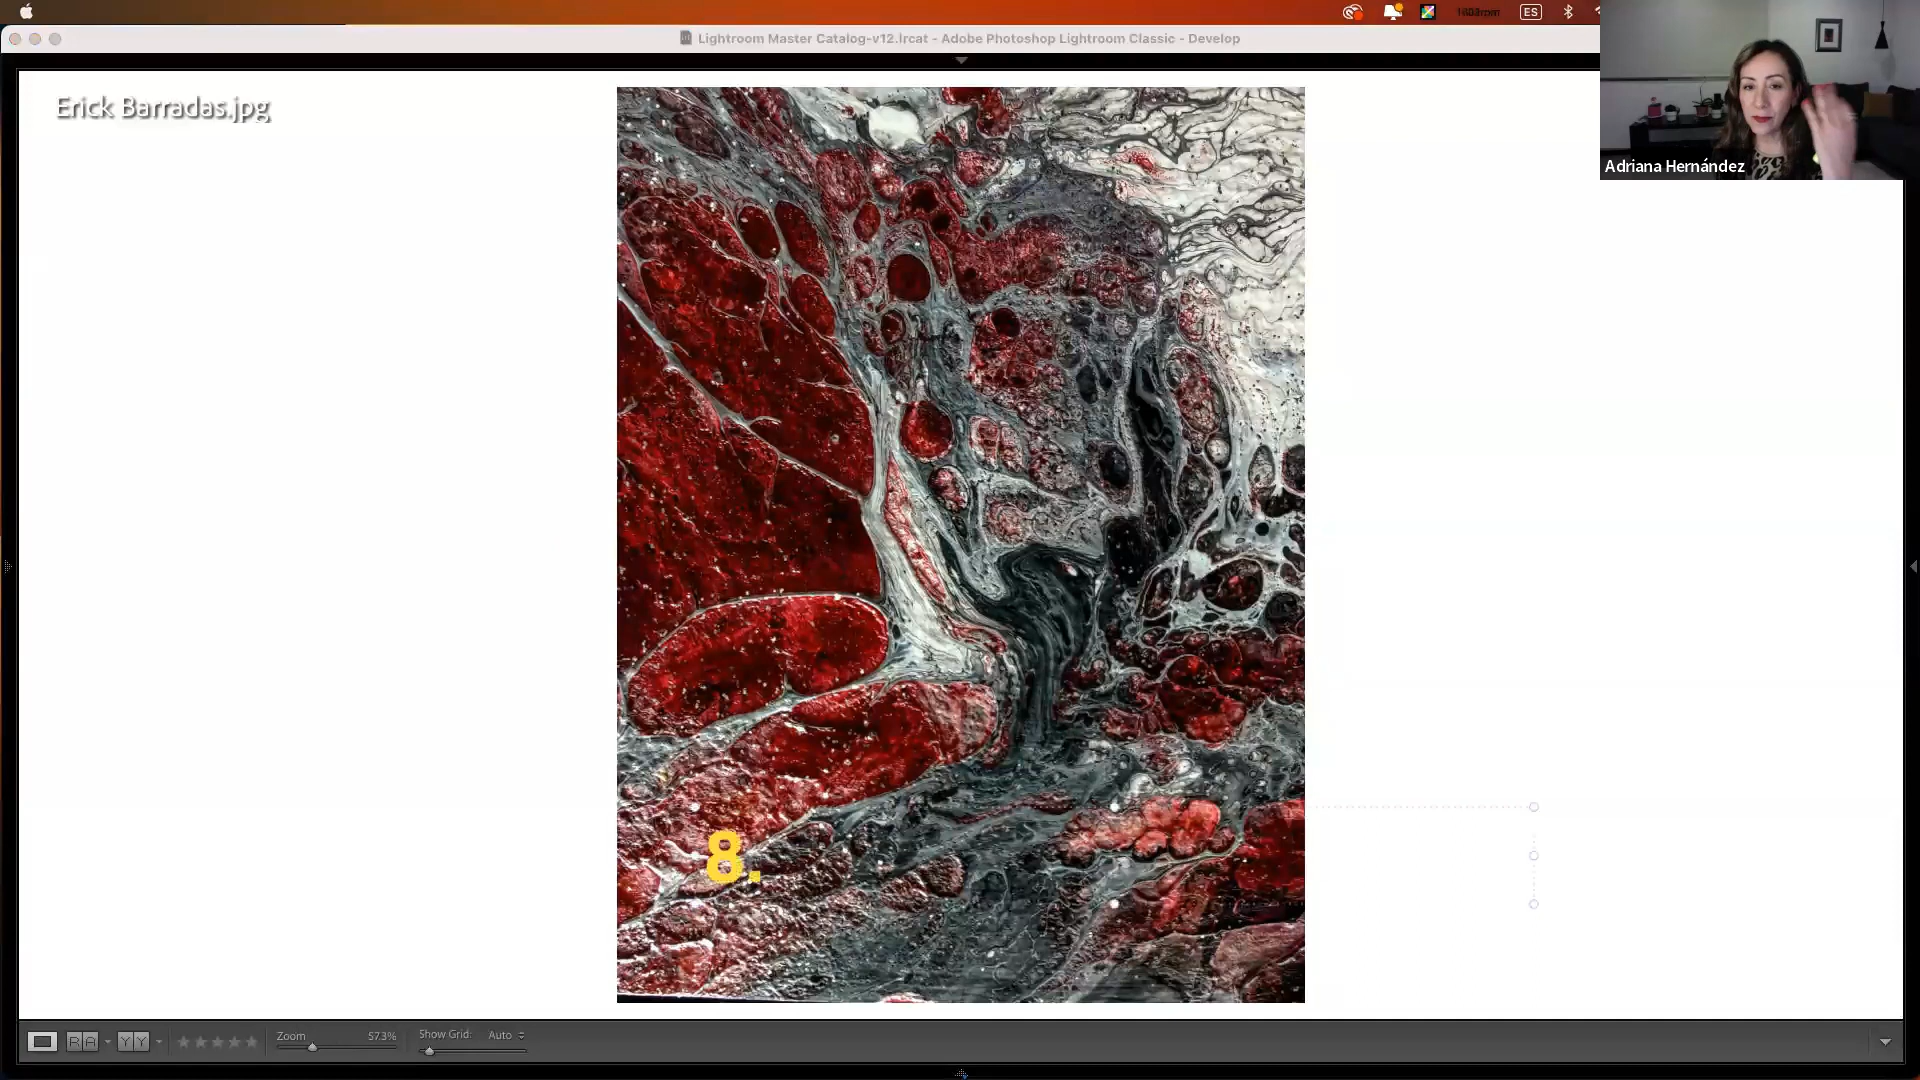 ES
Lightroom Master Catalog-v12.lrcat - Adobe Photoshop Lightroom Classic - Develop
Erick Barradas.jpg
Adriana Hernández
8.
R A
Y Y
Zoom
57.3%
Show Grid:
Auto